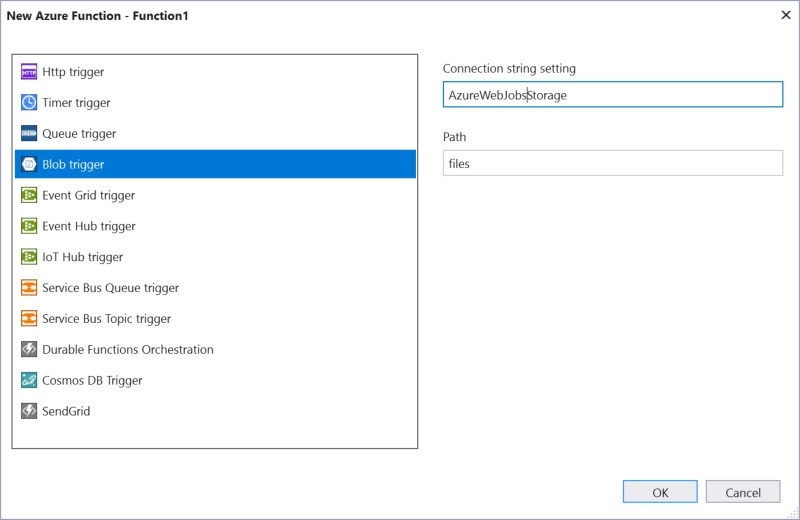 New Azure Function - Function1
HTTP
Http trigger
Timer trigger
Queue trigger
Blob trigger
Event Grid trigger
Event Hub trigger
IoT Hub trigger
Service Bus Queue trigger
Service Bus Topic trigger
Durable Functions Orchestration
Cosmos DB Trigger
SendGrid
Connection string setting
AzureWebJobsStorage
Path
files
OK
Cancel